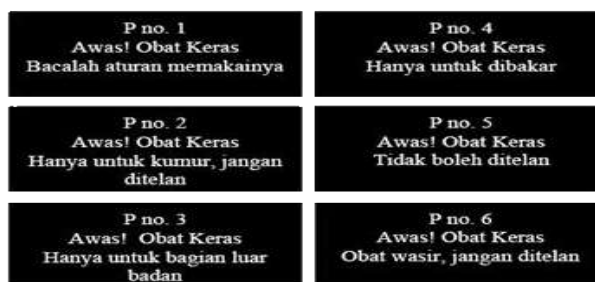 P no. 1
Awas! Obat Keras
Bacalah aturan memakainya
P no. 2
Awas! Obat Keras
Hanya untuk kumur, jangan
ditelan
P no. 3
Awas! Obat Keras
Hanya untuk bagian luar
badan
P no. 4
Awas! Obat Keras
Hanya untuk dibakar
P no. 5
Awas! Obat Keras
Tidak boleh ditelan
P no. 6
Awas! Obat Keras
Obat wasir, jangan ditelan